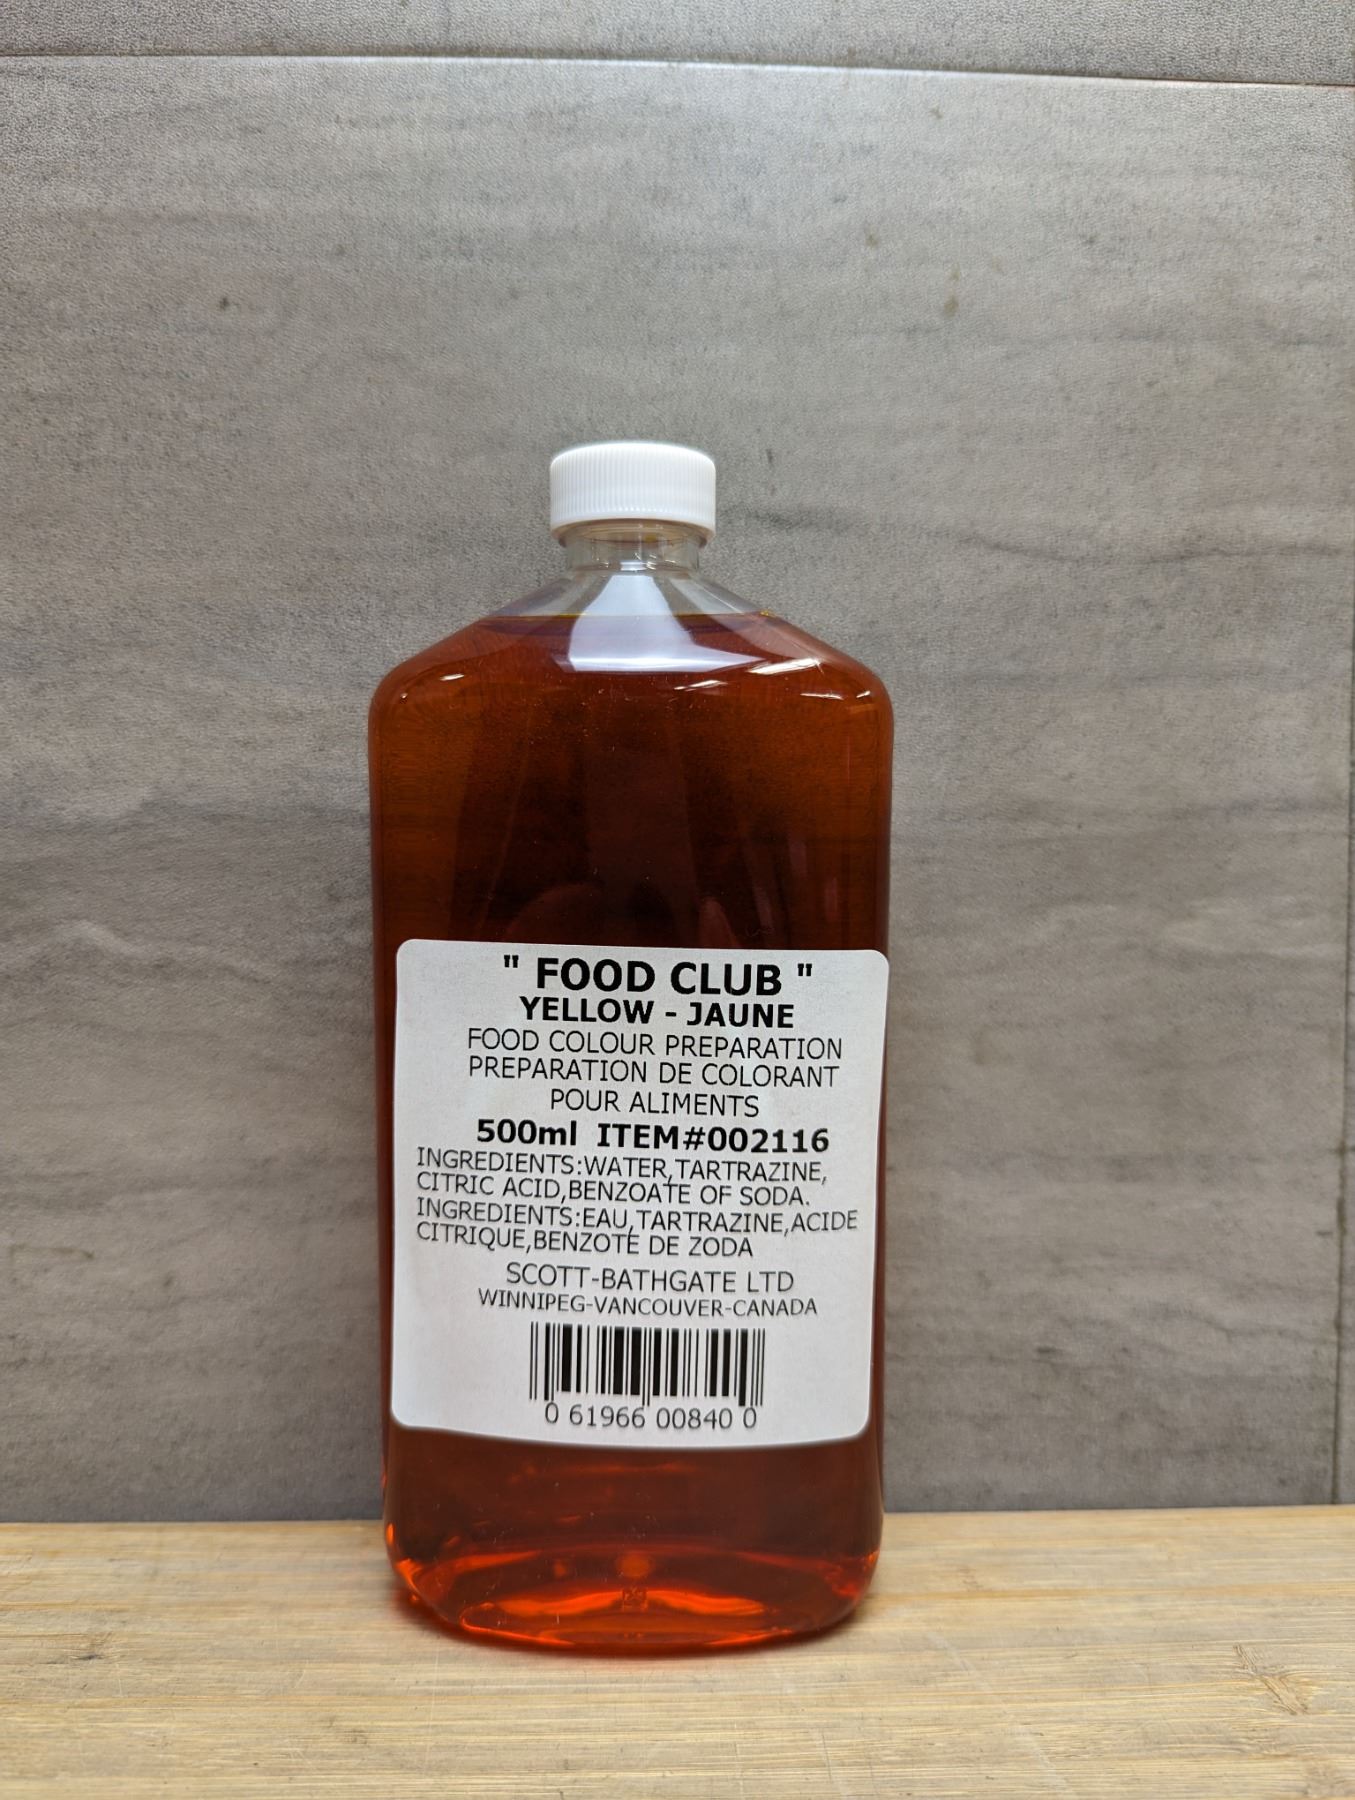 " FOOD CLUB "
YELLOW - JAUNE
FOOD COLOUR PREPARATION
PREPARATION DE COLORANT
POUR ALIMENTS
500ml ITEM#002116
INGREDIENTS:WATER,TARTRAZINE,
CITRIC ACID,BENZOATE OF SODA.
INGREDIENTS:EAU,TARTRAZINE,ACIDE
CITRIQUE,BENZOTE DE ZODA
SCOTT-BATHGATE LTD
WINNIPEG-VANCOUVER-CANADA
0 61966 00840 0